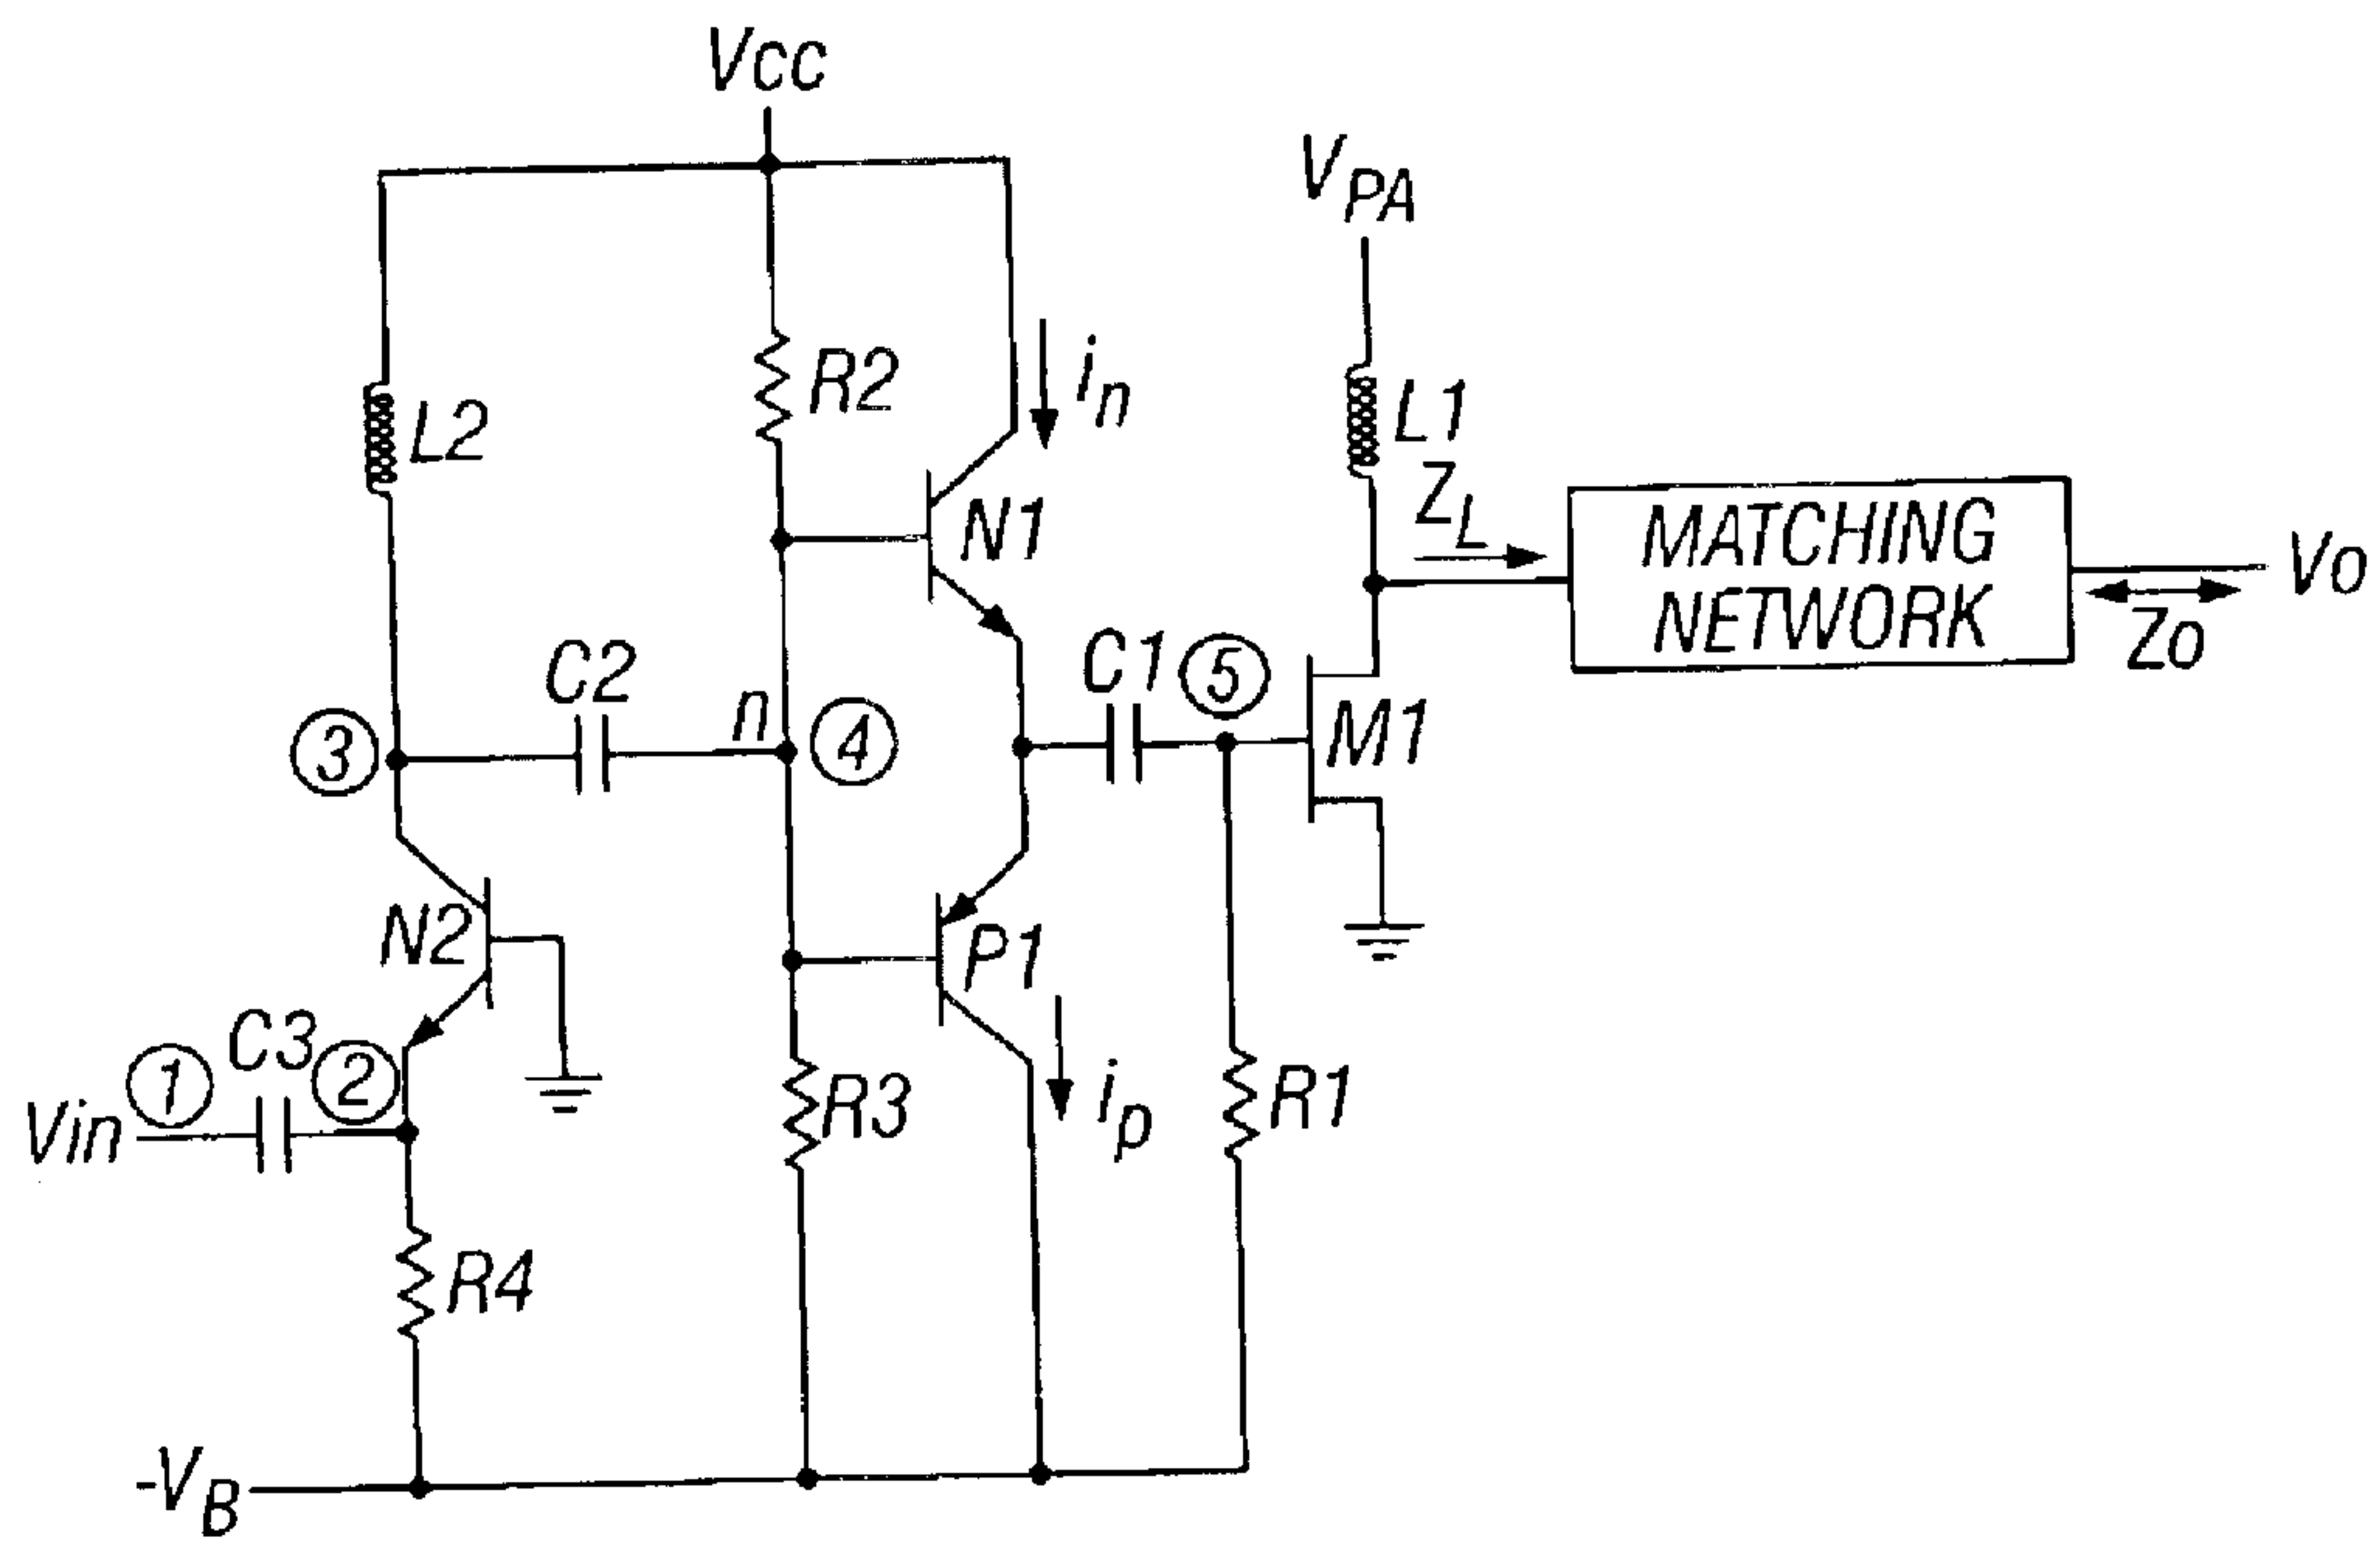 Vcc
VPA
R2
in
L2
L1
ZL
N1
MATCHING
NETWORK
Vo
Zo
C2
C1
5
n
4
3
M1
N2
P1
C3
1
2
Vin
R3
ip
R1
R4
-VB